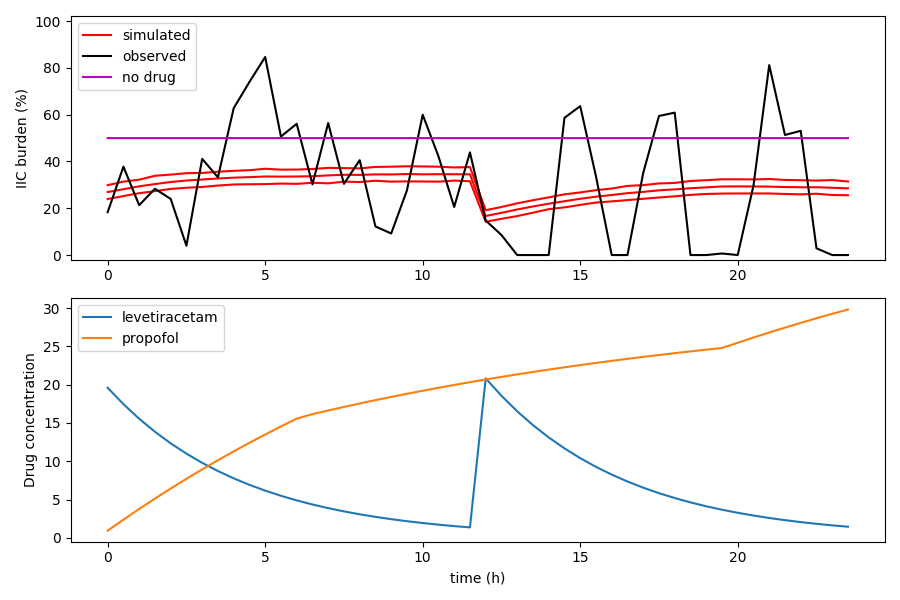 100
80
60
40
20
0
IIC burden (%)
simulated
observed
no drug
0 5 10 15 20
30
25
20
15
10
5
0
Drug concentration
levetiracetam
propofol
0 5 10 15 20
time (h)